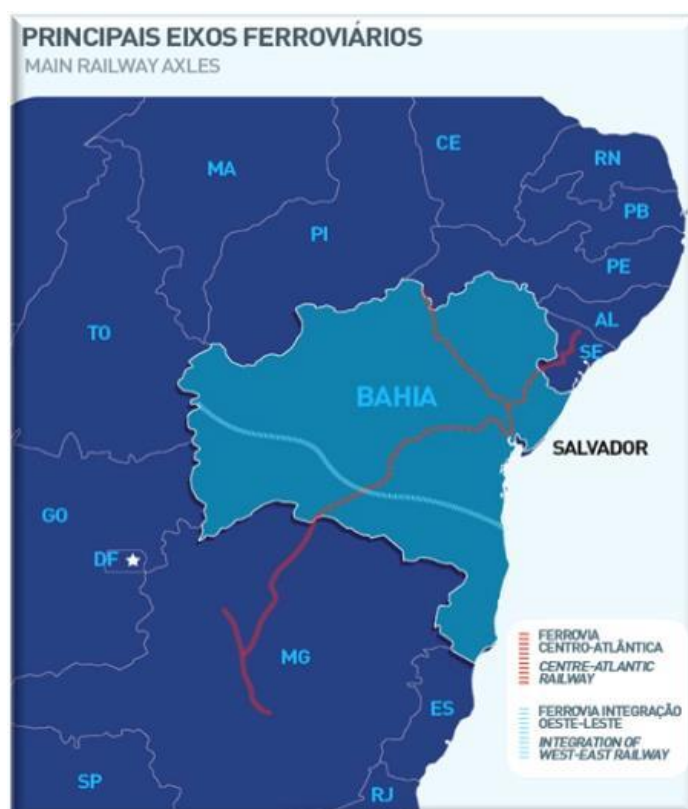 PRINCIPAIS EIXOS FERROVIÁRIOS
MAIN RAILWAY AXLES
CE
RN
MA
PB
PI
PE
AL
TO
SE
BAHIA
SALVADOR
GO
DF
MG
FERROVIA
CENTRO-ATLÂNTICA
CENTRE-ATLANTIC
RAILWAY
ES
FERROVIA INTEGRAÇÃO
OESTE-LESTE
INTEGRATION OF
WEST-EAST RAILWAY
SP
RJ